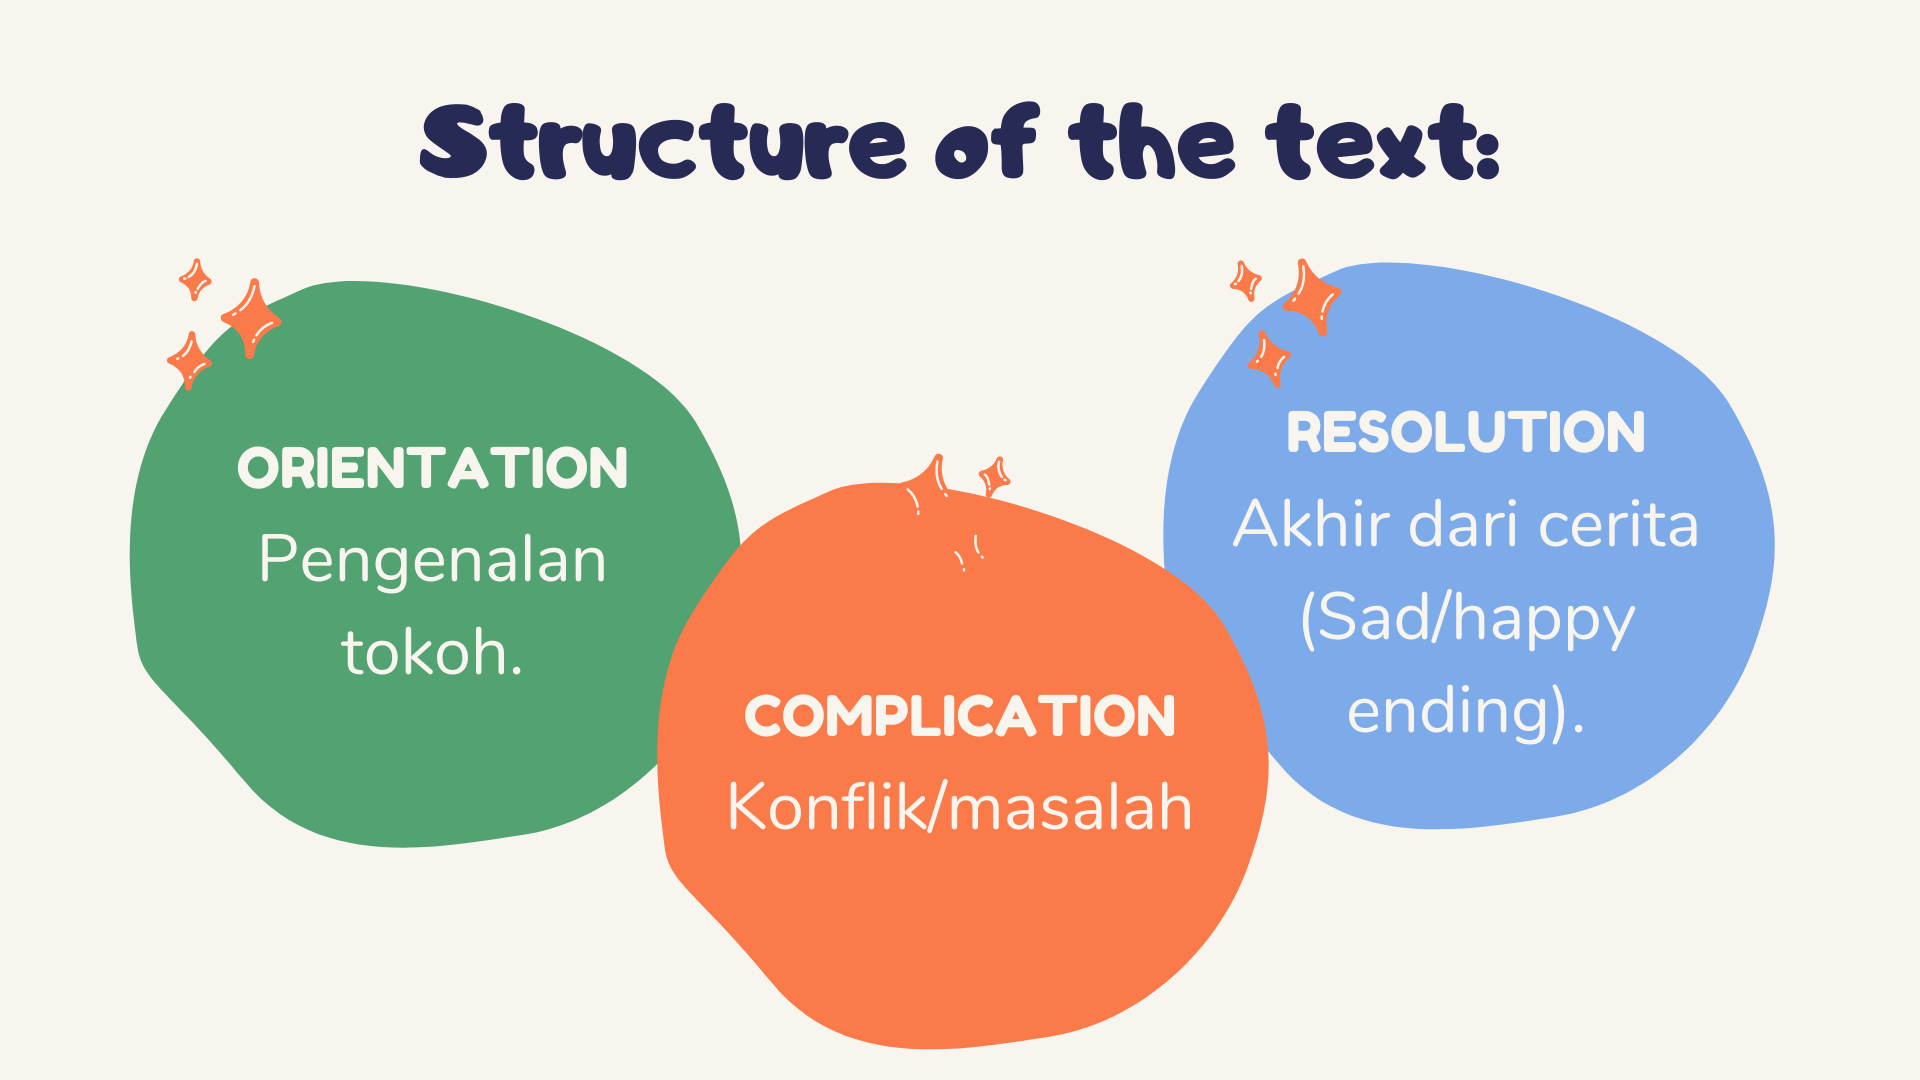 Structure of the text:
ORIENTATION
Pengenalan
tokoh.
COMPLICATION
Konflik/masalah
RESOLUTION
Akhir dari cerita
(Sad/happy
ending).